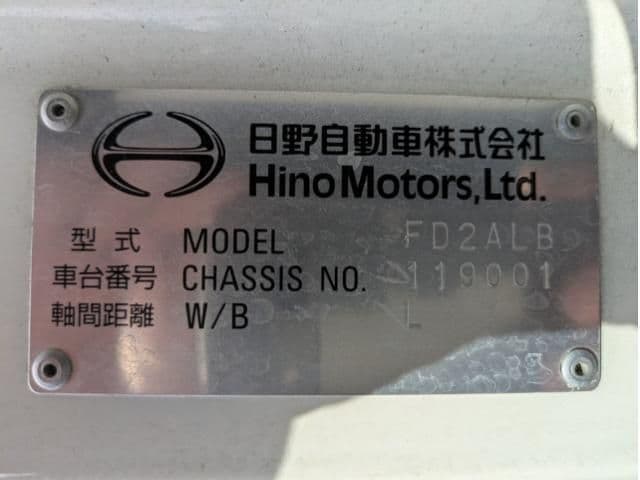 日野自動車株式会社
Hino Motors, Ltd.
型式 MODEL FD2ALB
車台番号 CHASSIS NO. 119001
軸間距離 W/B L